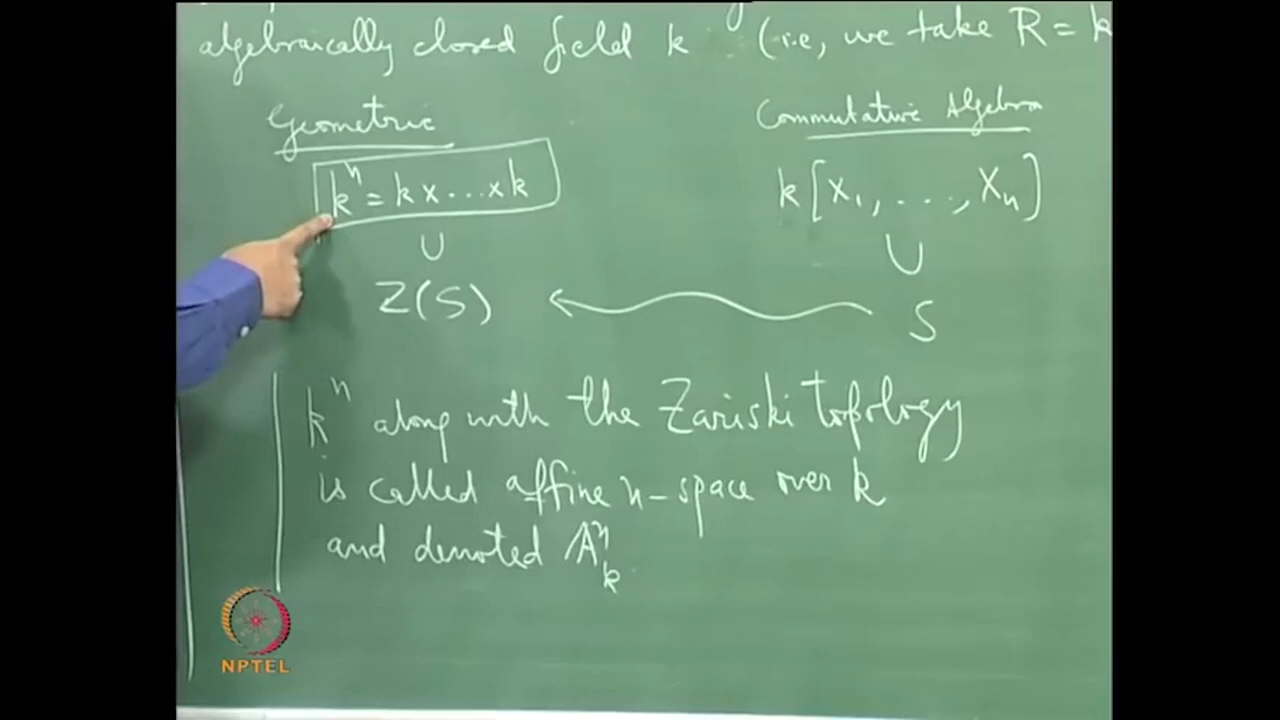 algebraically closed field k (i.e, we take R = k
Geometric
Commutative Algebra
kⁿ = k x...x k
k[X₁, ..., Xₙ]
∪
∪
Z(S)
S
kⁿ along with the Zariski topology
is called affine n-space over k
and denoted 𝔸ⁿₖ.
NPTEL